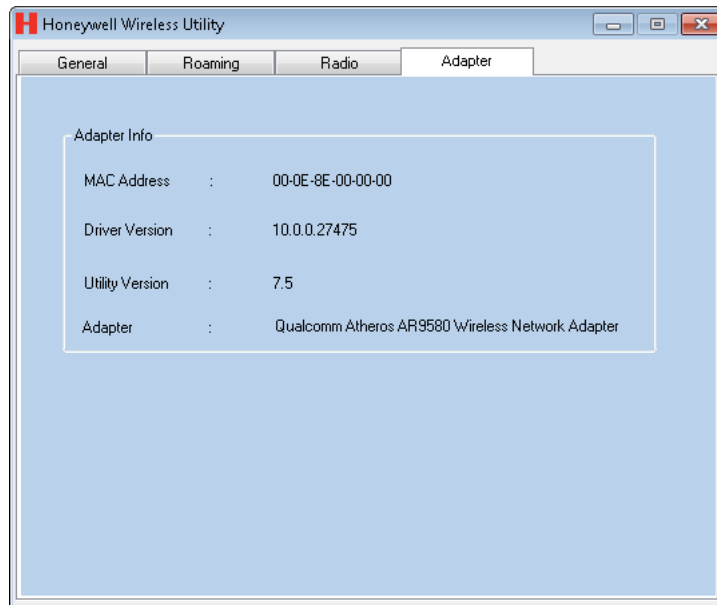 H Honeywell Wireless Utility
General Roaming Radio Adapter
Adapter Info
MAC Address : 00-0E-8E-00-00-00
Driver Version : 10.0.0.27475
Utility Version : 7.5
Adapter : Qualcomm Atheros AR9580 Wireless Network Adapter